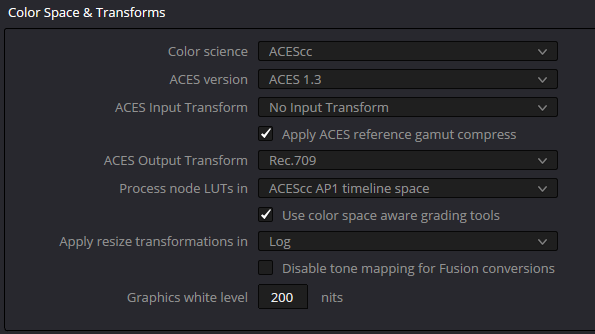 Color Space & Transforms
Color science ACEScc
ACES version ACES 1.3
ACES Input Transform No Input Transform
Apply ACES reference gamut compress
ACES Output Transform Rec.709
Process node LUTs in ACEScc AP1 timeline space
Use color space aware grading tools
Apply resize transformations in Log
Disable tone mapping for Fusion conversions
Graphics white level 200 nits